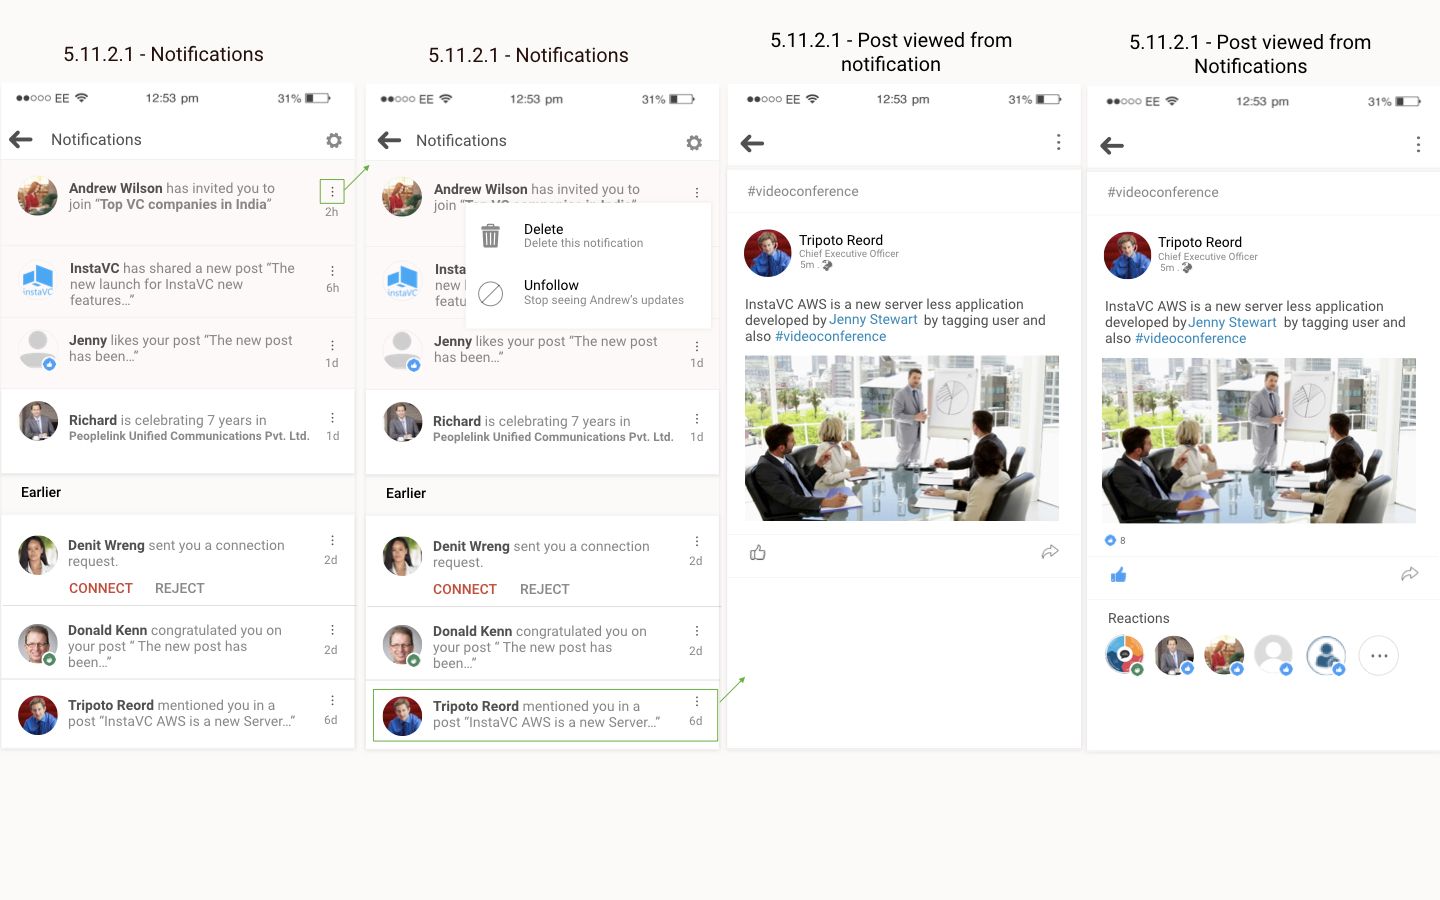 5.11.2.1 - Notifications
EE
12:53 pm
31%
Notifications
Andrew Wilson has invited you to
join “Top VC companies in India”
2h
InstaVC has shared a new post “The
new launch for InstaVC new
features...”
6h
instaVC
Jenny likes your post “The new post
has been...”
1d
Richard is celebrating 7 years in
Peoplelink Unified Communications Pvt. Ltd.
1d
Earlier
Denit Wreng sent you a connection
request.
2d
CONNECT REJECT
Donald Kenn congratulated you on
your post “ The new post has
been...”
2d
Tripoto Reord mentioned you in a
post “InstaVC AWS is a new Server...”
6d
5.11.2.1 - Notifications
EE
12:53 pm
31%
Notifications
Andrew Wilson has invited you to
join “Top VC companies in India”
Delete
Delete this notification
Unfollow
Stop seeing Andrew’s updates
Insta
new l
featu
instaVC
Jenny likes your post “The new post
has been...”
1d
Richard is celebrating 7 years in
Peoplelink Unified Communications Pvt. Ltd.
1d
Earlier
Denit Wreng sent you a connection
request.
2d
CONNECT REJECT
Donald Kenn congratulated you on
your post “ The new post has
been...”
2d
Tripoto Reord mentioned you in a
post “InstaVC AWS is a new Server...”
6d
5.11.2.1 - Post viewed from
notification
EE
12:53 pm
31%
#videoconference
Tripoto Reord
Chief Executive Officer
5m .
InstaVC AWS is a new server less application
developed by Jenny Stewart by tagging user and
also #videoconference
5.11.2.1 - Post viewed from
Notifications
EE
12:53 pm
31%
#videoconference
Tripoto Reord
Chief Executive Officer
5m .
InstaVC AWS is a new server less application
developed by Jenny Stewart by tagging user and
also #videoconference
8
Reactions